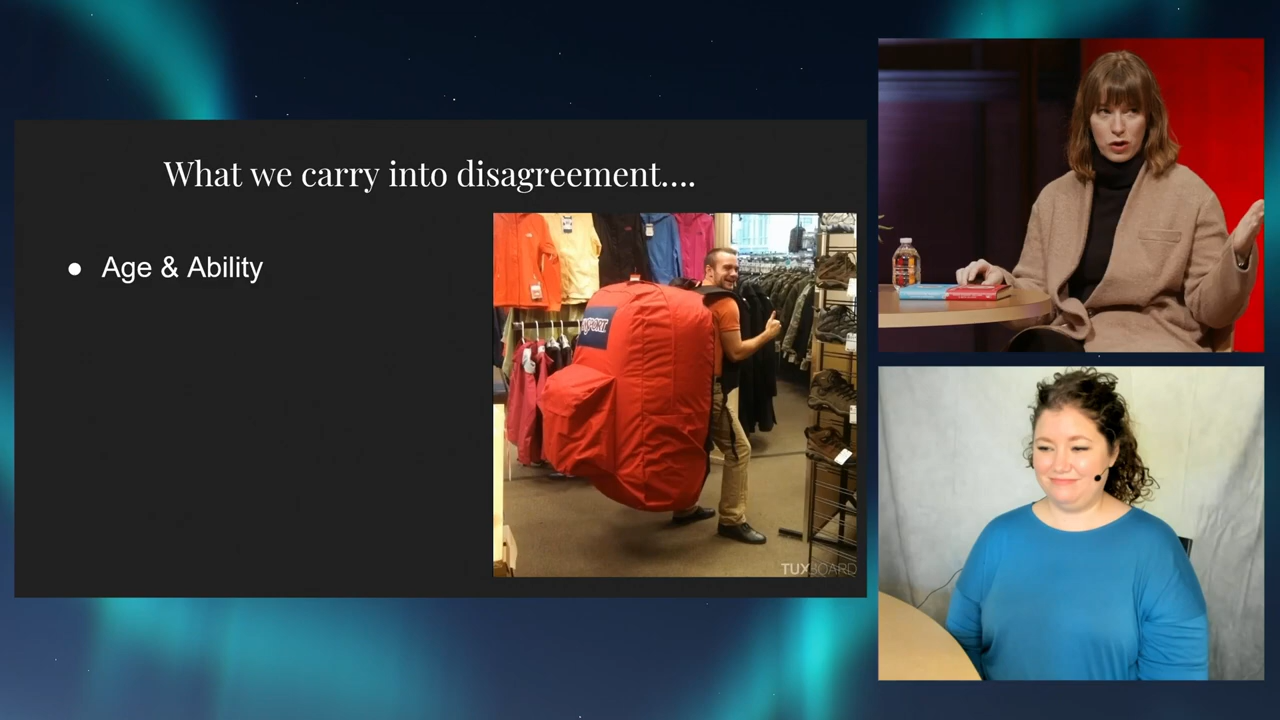 What we carry into disagreement....
● Age & Ability
TUXBOARD